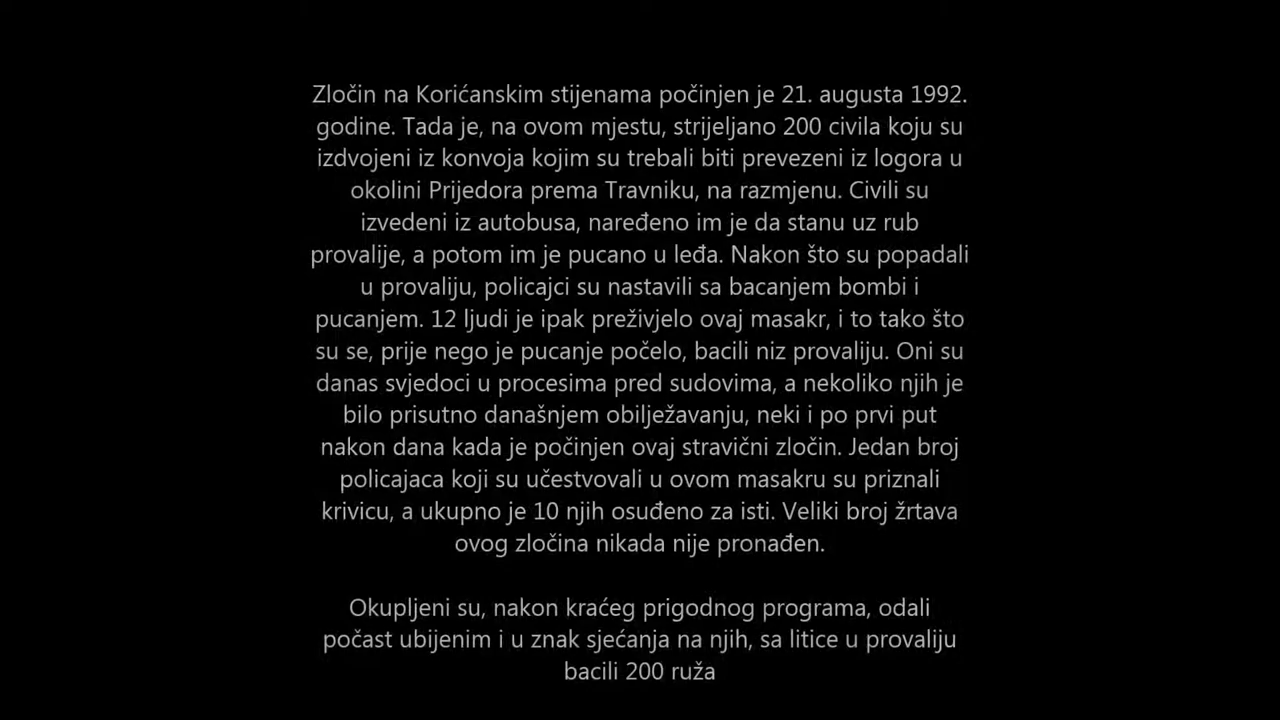 Zločin na Korićanskim stijenama počinjen je 21. augusta 1992.
godine. Tada je, na ovom mjestu, strijeljano 200 civila koju su
izdvojeni iz konvoja kojim su trebali biti prevezeni iz logora u
okolini Prijedora prema Travniku, na razmjenu. Civili su
izvedeni iz autobusa, naređeno im je da stanu uz rub
provalije, a potom im je pucano u leđa. Nakon što su popadali
u provaliju, policajci su nastavili sa bacanjem bombi i
pucanjem. 12 ljudi je ipak preživjelo ovaj masakr, i to tako što
su se, prije nego je pucanje počelo, bacili niz provaliju. Oni su
danas svjedoci u procesima pred sudovima, a nekoliko njih je
bilo prisutno današnjem obilježavanju, neki i po prvi put
nakon dana kada je počinjen ovaj stravični zločin. Jedan broj
policajaca koji su učestvovali u ovom masakru su priznali
krivicu, a ukupno je 10 njih osuđeno za isti. Veliki broj žrtava
ovog zločina nikada nije pronađen.
Okupljeni su, nakon kraćeg prigodnog programa, odali
počast ubijenim i u znak sjećanja na njih, sa litice u provaliju
bacili 200 ruža